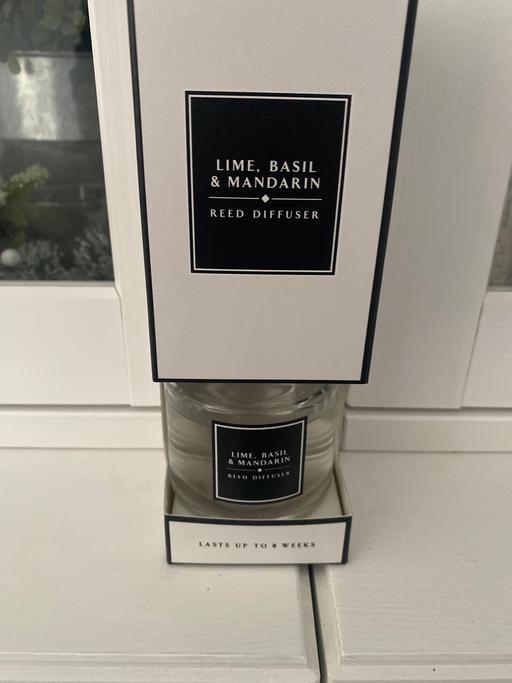 LIME, BASIL
& MANDARIN
REED DIFFUSER
LIME, BASIL
& MANDARIN
REED DIFFUSER
LASTS UP TO 8 WEEKS